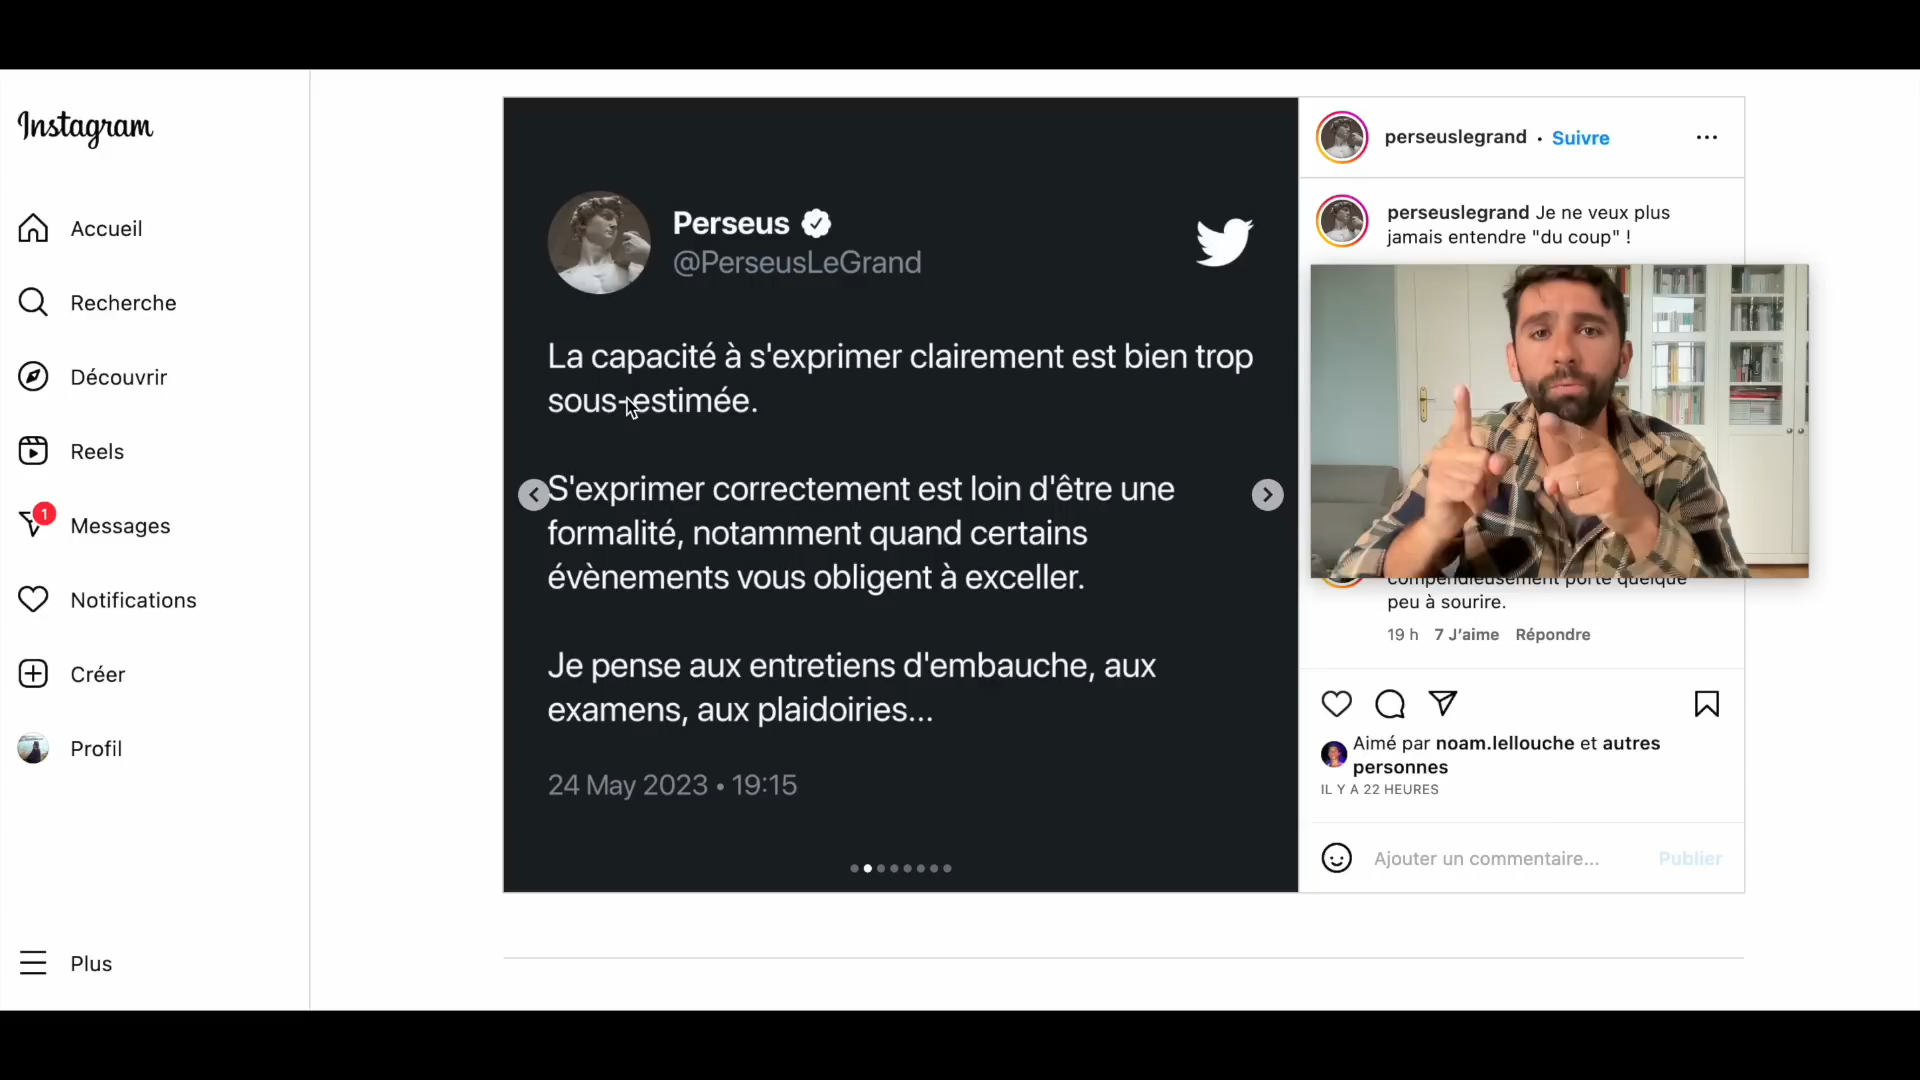 Instagram
Accueil
Recherche
Découvrir
Reels
1
Messages
Notifications
Créer
Profil
Plus
Perseus
@PerseusLeGrand
La capacité à s'exprimer clairement est bien trop
sous-estimée.
S'exprimer correctement est loin d'être une
formalité, notamment quand certains
évènements vous obligent à exceller.
Je pense aux entretiens d'embauche, aux
examens, aux plaidoiries...
24 May 2023 • 19:15
perseuslegrand • Suivre
perseuslegrand Je ne veux plus
jamais entendre "du coup" !
compendieusement porte quelque
peu à sourire.
19 h 7 J’aime Répondre
Aimé par noam.lellouche et autres
personnes
IL Y A 22 HEURES
Ajouter un commentaire... Publier